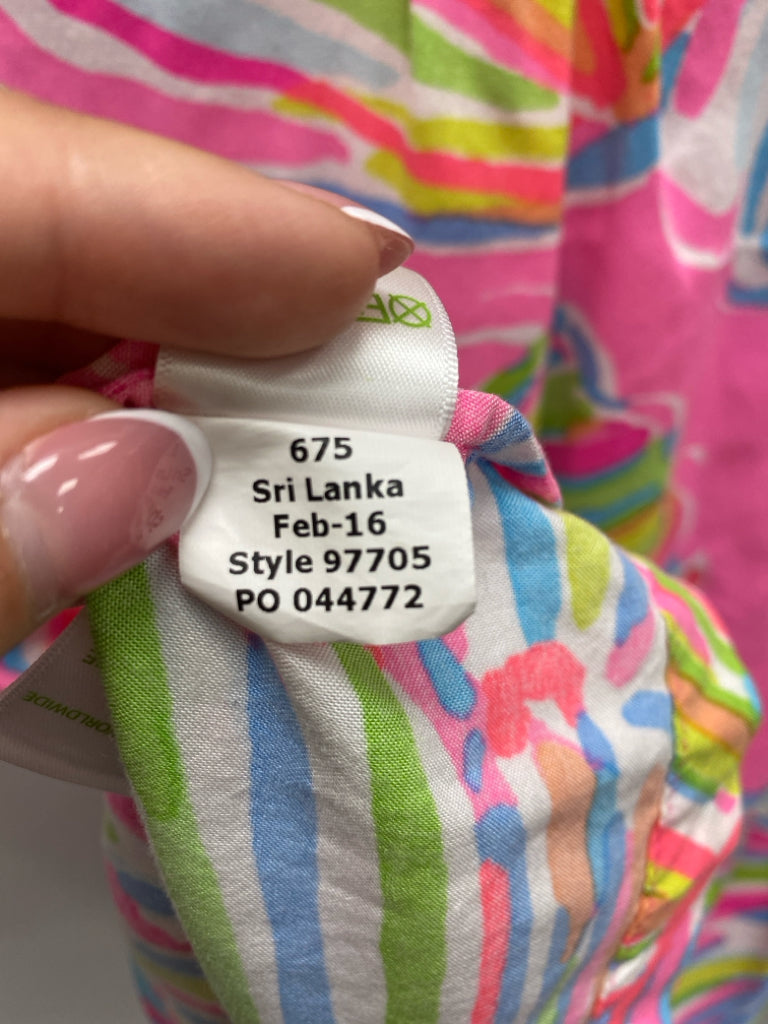 675
Sri Lanka
Feb-16
Style 97705
PO 044772